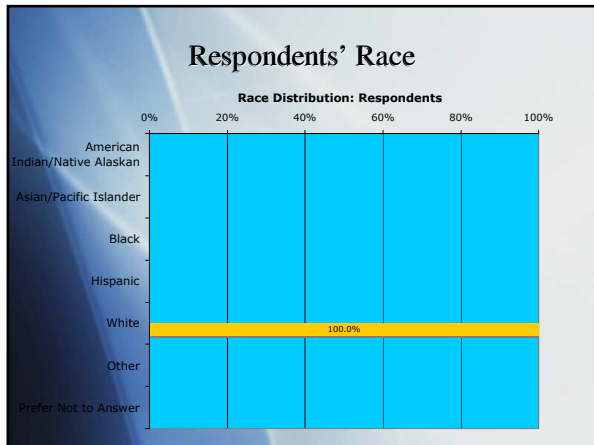 Respondents' Race
Race Distribution: Respondents
0% 20% 40% 60% 80% 100%
American
Indian/Native Alaskan
Asian/Pacific Islander
Black
Hispanic
White
100.0%
Other
Prefer Not to Answer